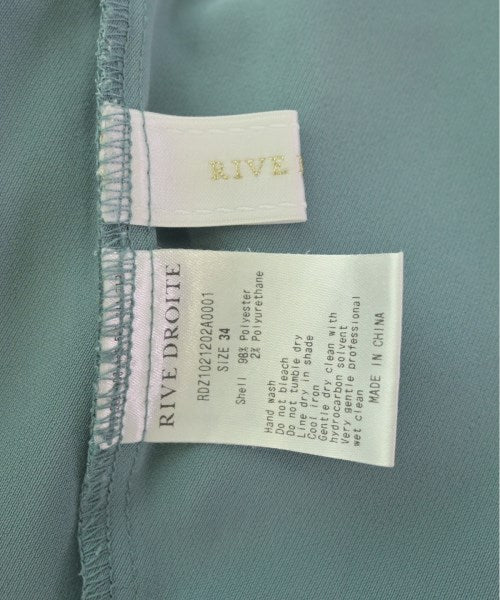 RIVE
RIVE DROITE
RDZ1021202A0001
SIZE 34
Shell 98% Polyester
2% Polyurethane
Hand wash
Do not bleach
Do not tumble dry
Line dry in shade
Cool iron
Gentle dry clean with
hydrocarbon solvent
Very gentle professional
wet clean
MADE IN CHINA